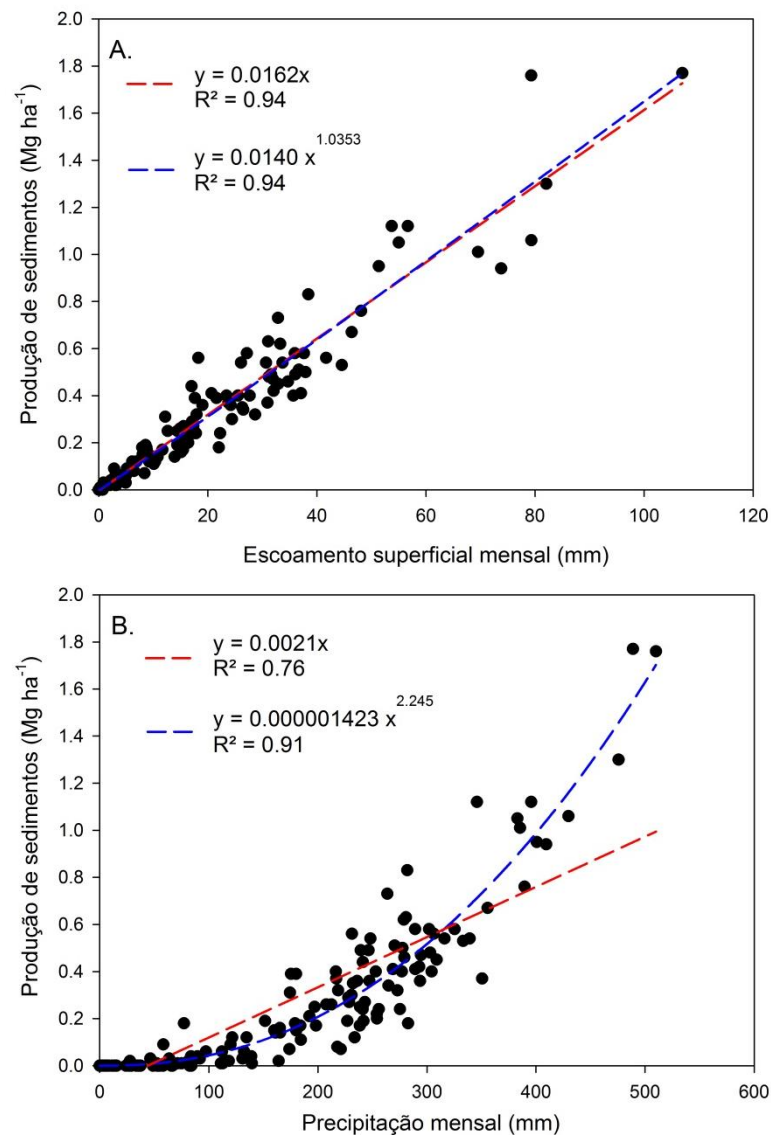 A.
y = 0.0162x
R² = 0.94
y = 0.0140 x^1.0353
R² = 0.94
Produção de sedimentos (Mg ha⁻¹)
2.0
1.8
1.6
1.4
1.2
1.0
0.8
0.6
0.4
0.2
0.0
0 20 40 60 80 100 120
Escoamento superficial mensal (mm)
B.
y = 0.0021x
R² = 0.76
y = 0.000001423 x^2.245
R² = 0.91
Produção de sedimentos (Mg ha⁻¹)
2.0
1.8
1.6
1.4
1.2
1.0
0.8
0.6
0.4
0.2
0.0
0 100 200 300 400 500 600
Precipitação mensal (mm)